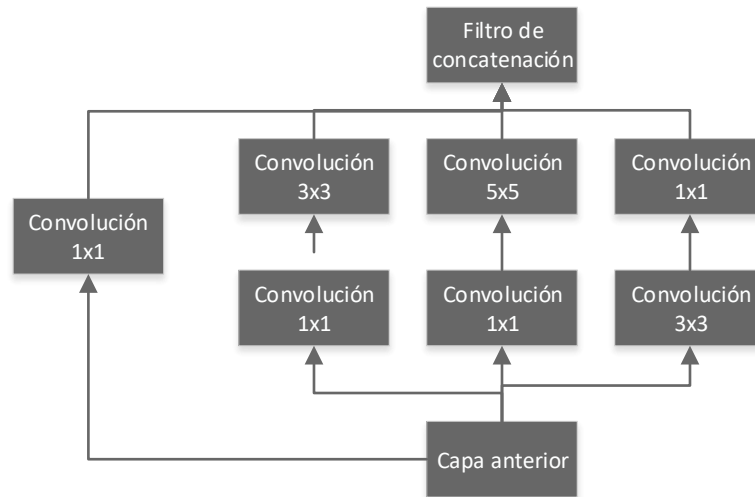 Filtro de
concatenación
Convolución
3x3
Convolución
5x5
Convolución
1x1
Convolución
1x1
Convolución
1x1
Convolución
1x1
Convolución
3x3
Capa anterior